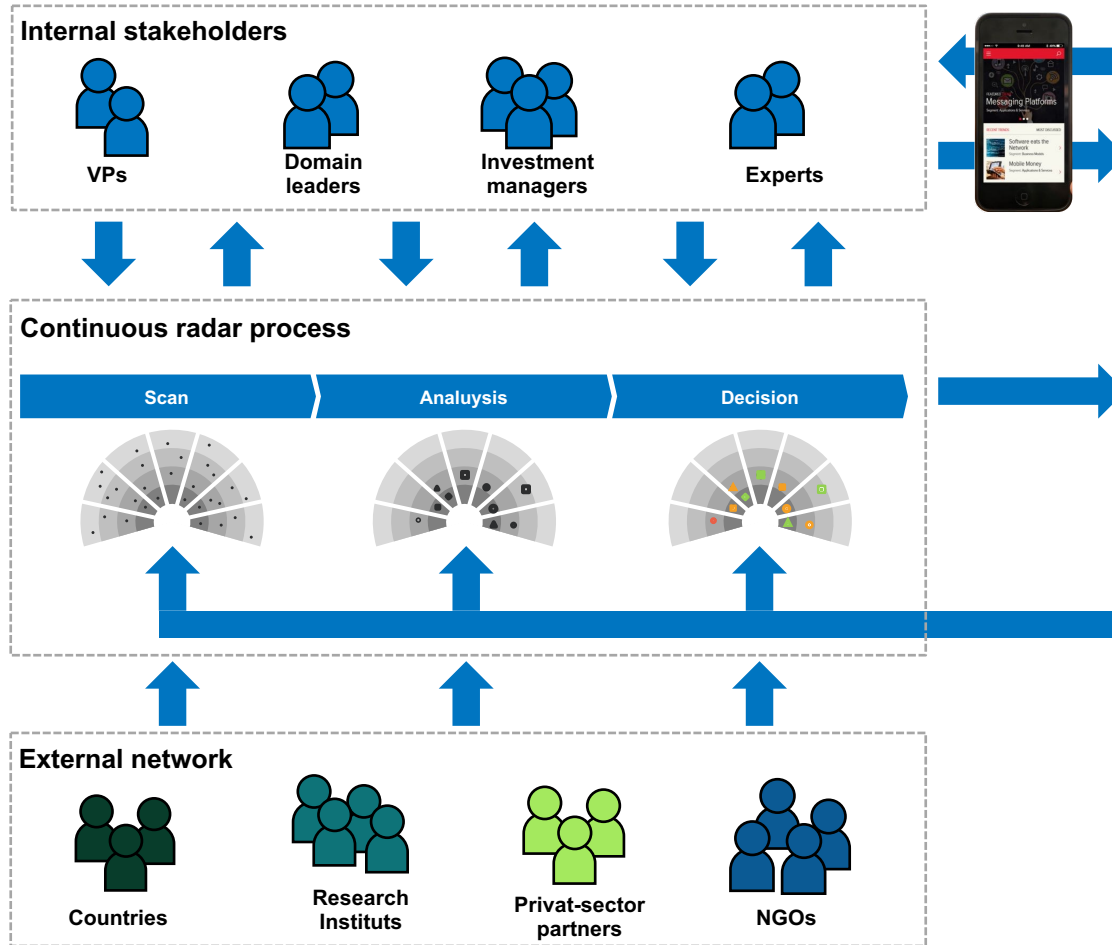 Internal stakeholders
VPs
Domain
leaders
Investment
managers
Experts
Messaging Platforms
Software eats the
Network
Mobile Money
Continuous radar process
Scan
Analuysis
Decision
External network
Countries
Research
Instituts
Privat-sector
partners
NGOs